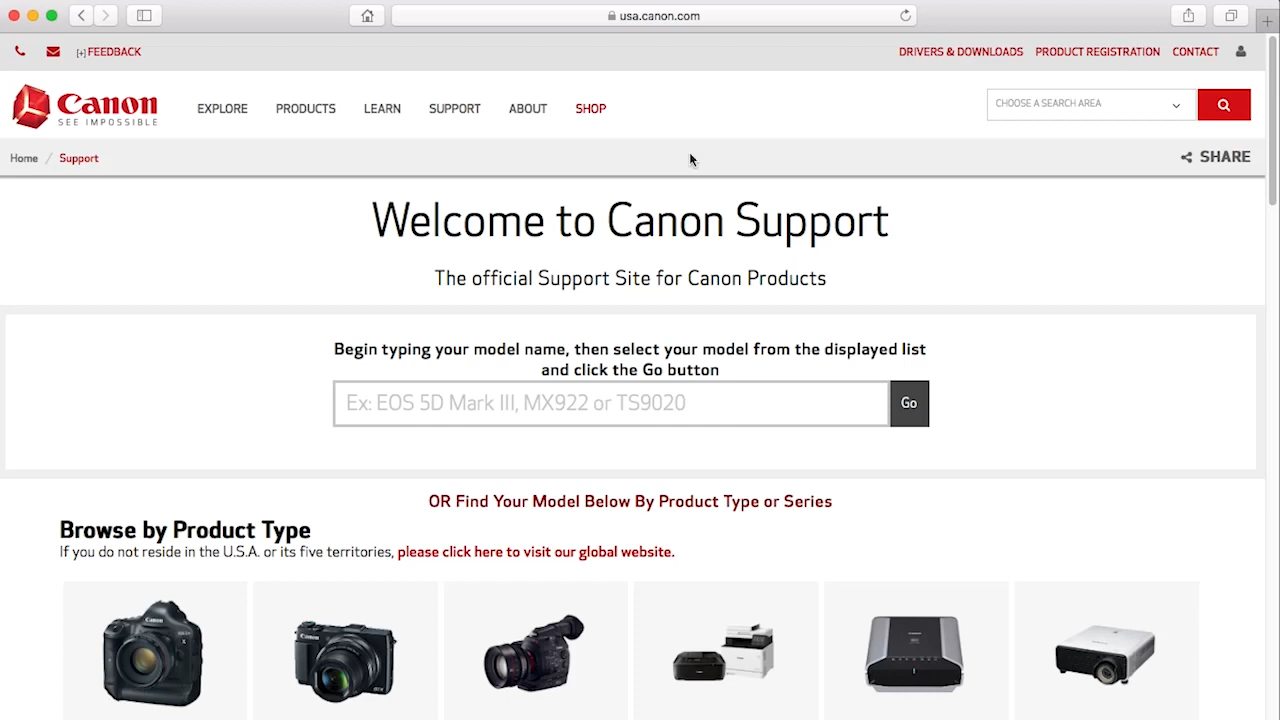 usa.canon.com
[+] FEEDBACK
DRIVERS & DOWNLOADS PRODUCT REGISTRATION CONTACT
Canon
SEE IMPOSSIBLE
EXPLORE PRODUCTS LEARN SUPPORT ABOUT SHOP
CHOOSE A SEARCH AREA
Home / Support
SHARE
Welcome to Canon Support
The official Support Site for Canon Products
Begin typing your model name, then select your model from the displayed list
and click the Go button
Ex: EOS 5D Mark III, MX922 or TS9020
Go
OR Find Your Model Below By Product Type or Series
Browse by Product Type
If you do not reside in the U.S.A. or its five territories, please click here to visit our global website.
Canon
Canon